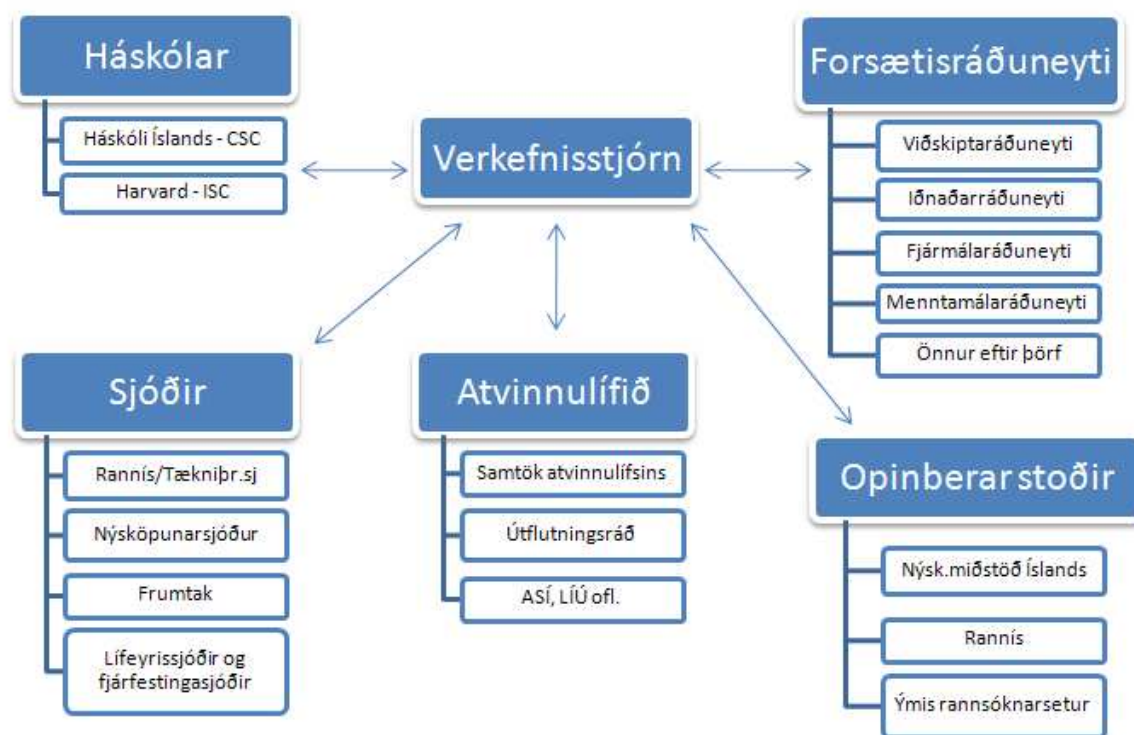 Háskólar
Háskóli Íslands - CSC
Harvard - ISC
Verkefnisstjórn
Forsætisráðuneyti
Viðskiptaráðuneyti
Iðnaðarráðuneyti
Fjármálaráðuneyti
Menntamálaráðuneyti
Önnur eftir þörf
Sjóðir
Rannís/Tækniþr.sj
Nýsköpunarsjóður
Frumtak
Lífeyrissjóðir og
fjárfestingasjóðir
Atvinnulífið
Samtök atvinnulífsins
Útflutningsráð
ASÍ, LÍÚ ofl.
Opinberar stoðir
Nýsk.miðstöð Íslands
Rannís
Ýmis rannsóknarsetur